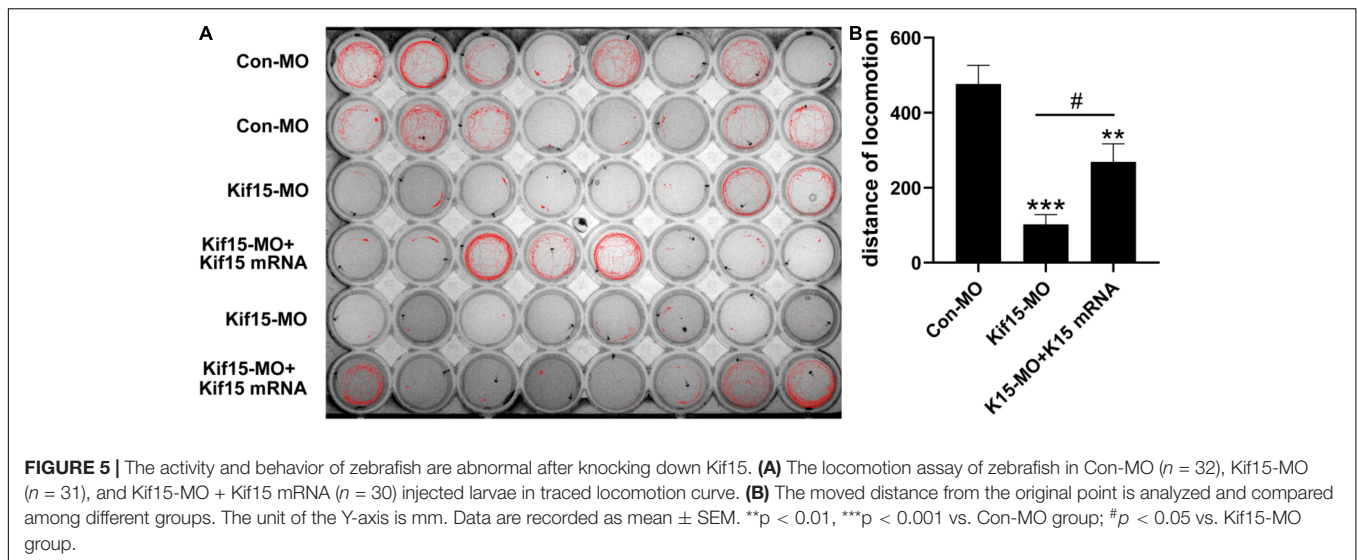 A
Con-MO
Con-MO
Kif15-MO
Kif15-MO+
Kif15 mRNA
Kif15-MO
Kif15-MO+
Kif15 mRNA
B
distance of locomotion
600
400
200
0
#
**
***
Con-MO
Kif15-MO
K15-MO+K15 mRNA
FIGURE 5 | The activity and behavior of zebrafish are abnormal after knocking down Kif15. (A) The locomotion assay of zebrafish in Con-MO (n = 32), Kif15-MO
(n = 31), and Kif15-MO + Kif15 mRNA (n = 30) injected larvae in traced locomotion curve. (B) The moved distance from the original point is analyzed and compared
among different groups. The unit of the Y-axis is mm. Data are recorded as mean ± SEM. **p < 0.01, ***p < 0.001 vs. Con-MO group; #p < 0.05 vs. Kif15-MO
group.